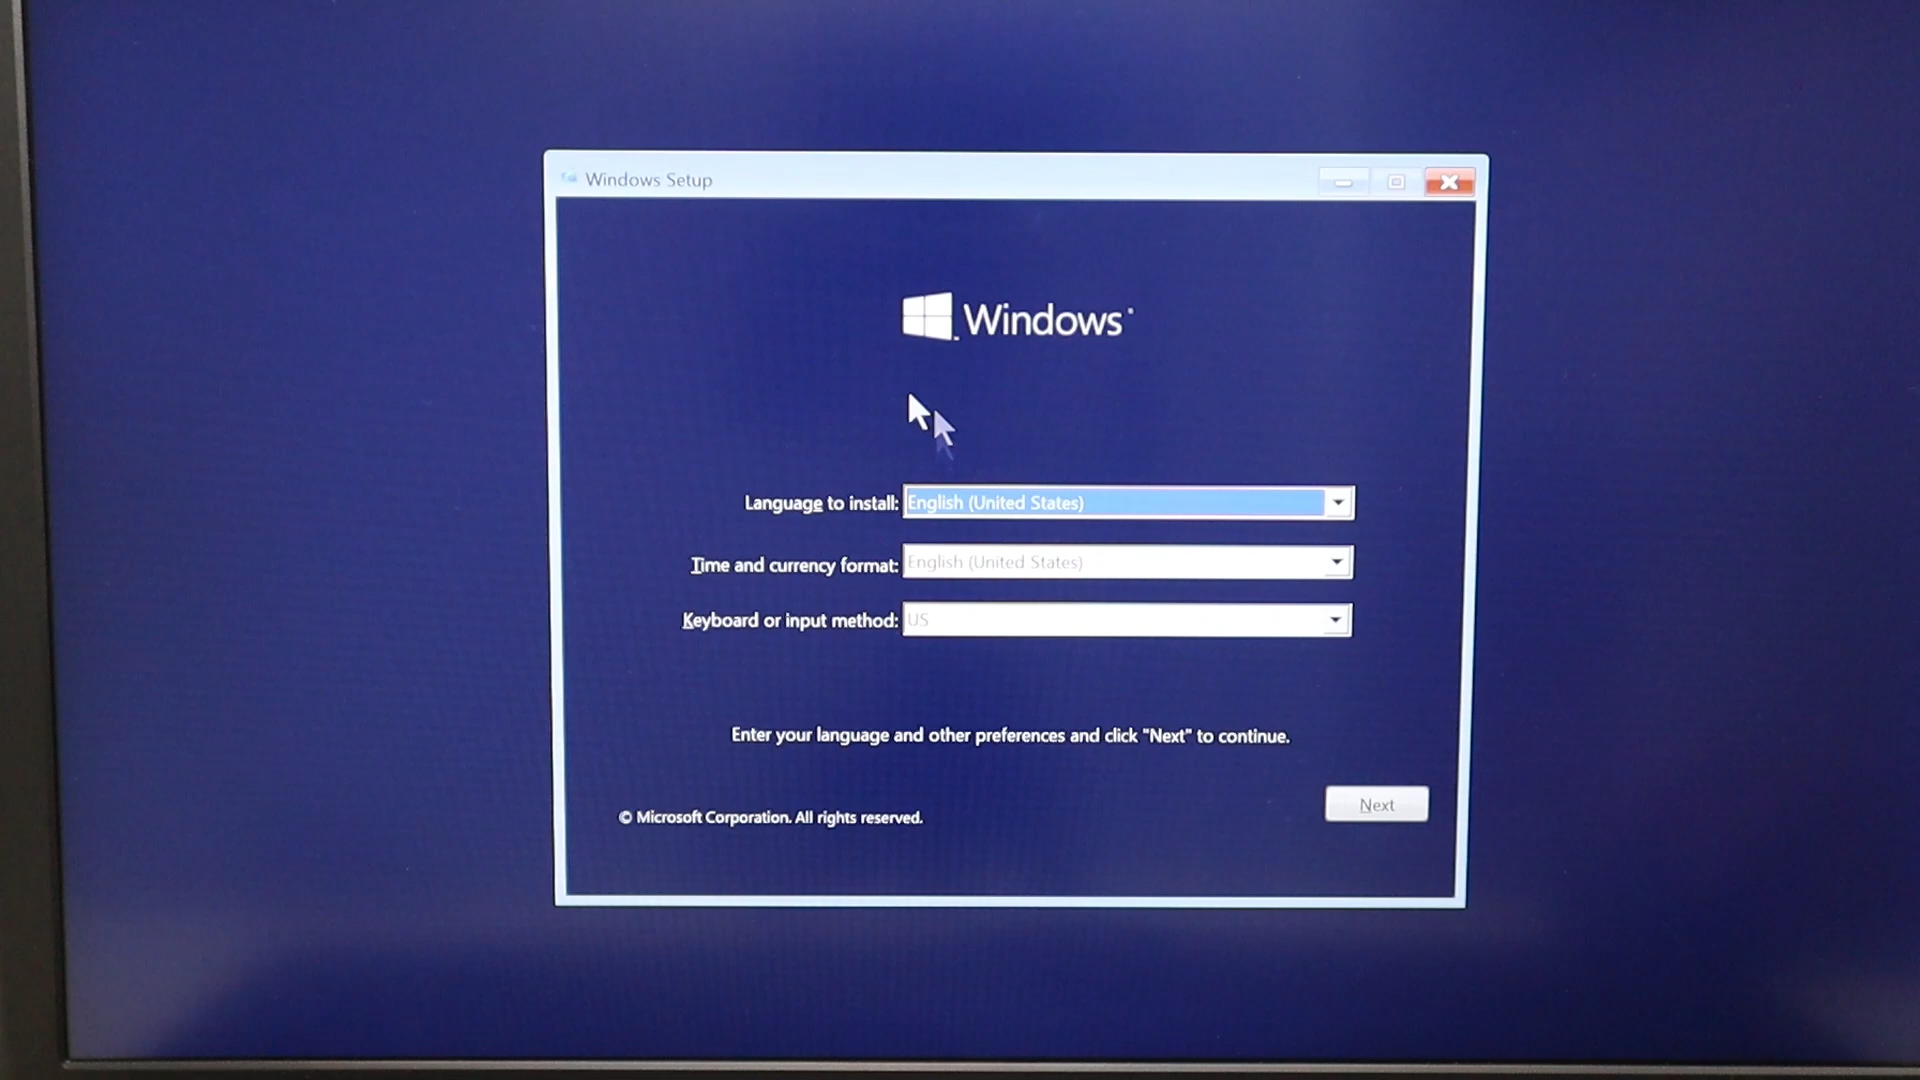 Windows Setup
Windows
Language to install: English (United States)
Time and currency format: English (United States)
Keyboard or input method: US
Enter your language and other preferences and click "Next" to continue.
© Microsoft Corporation. All rights reserved.
Next